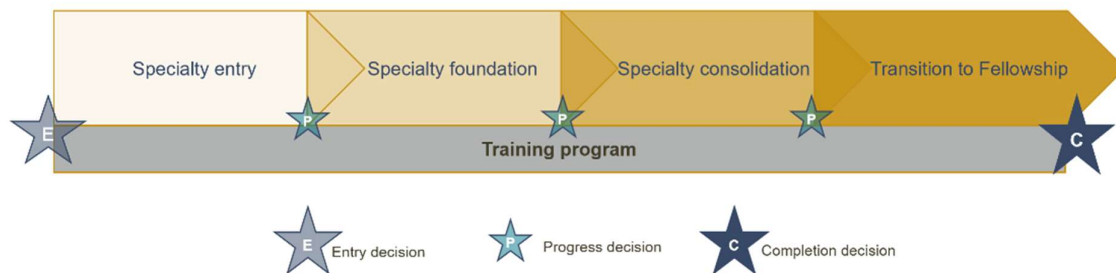 Specialty entry
Specialty foundation
Specialty consolidation
Transition to Fellowship
E
P
P
P
C
Training program
E
Entry decision
P
Progress decision
C
Completion decision